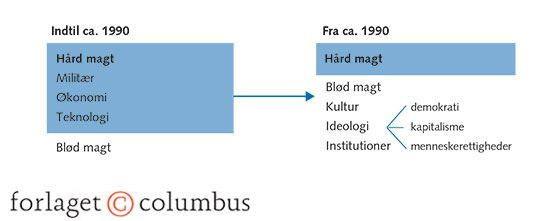 Indtil ca. 1990
Hård magt
Militær
Økonomi
Teknologi
Blød magt
Fra ca. 1990
Hård magt
Blød magt
Kultur
Ideologi
Institutioner
demokrati
kapitalisme
menneskerettigheder
forlaget © columbus